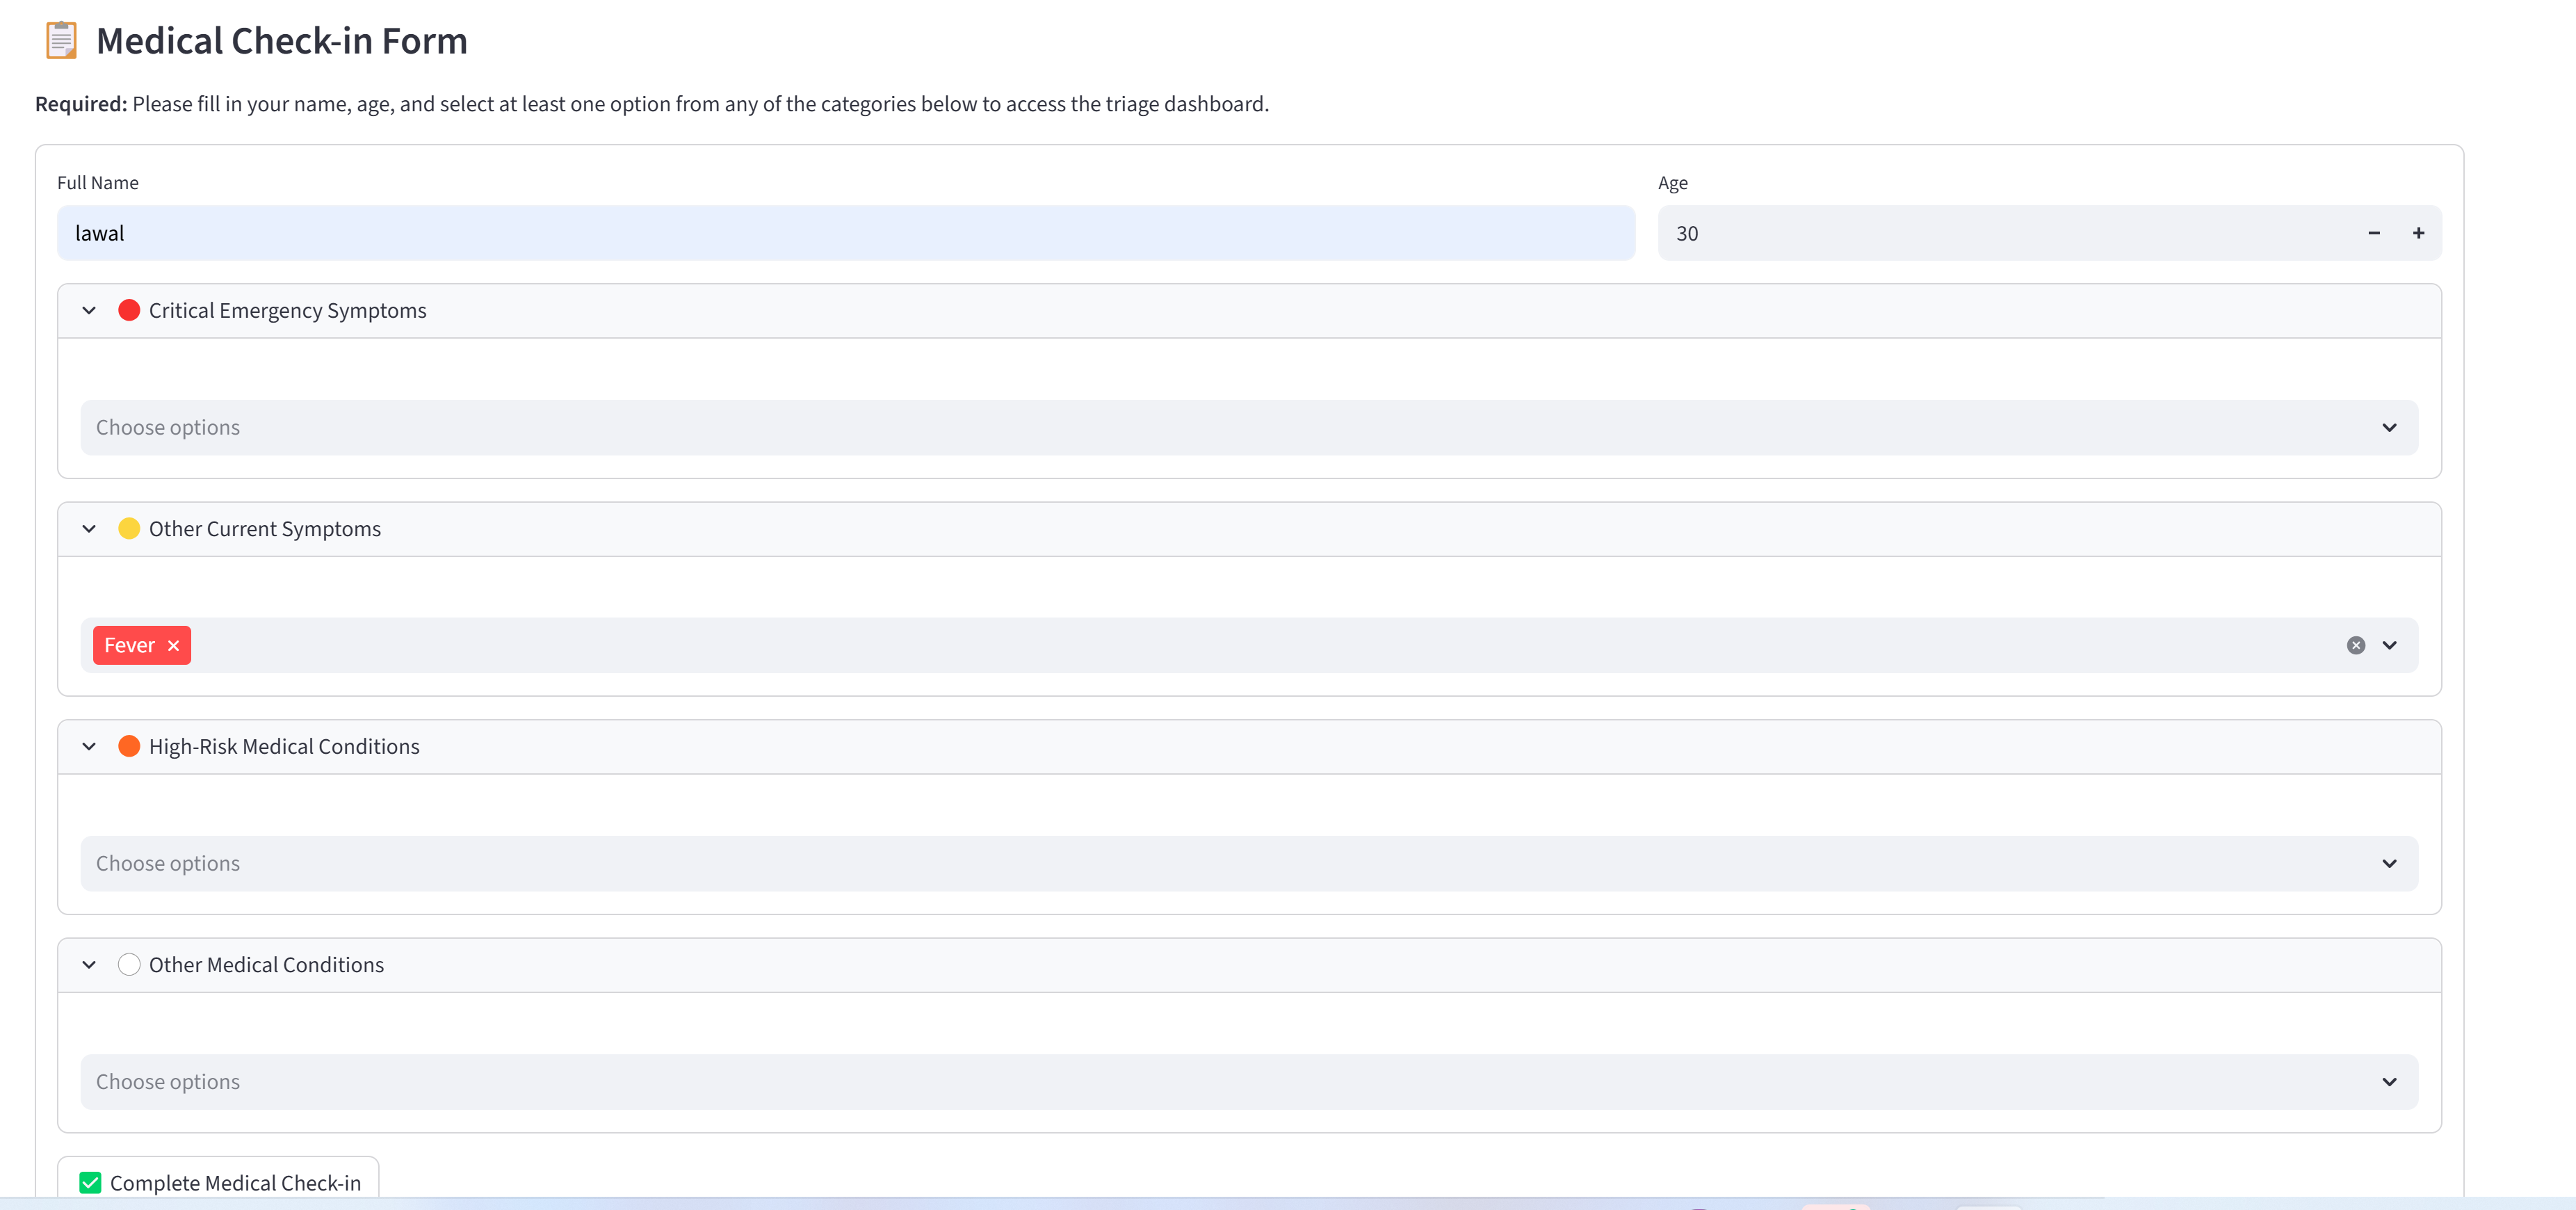 Medical Check-in Form
Required: Please fill in your name, age, and select at least one option from any of the categories below to access the triage dashboard.
Full Name
Age
lawal
30
Critical Emergency Symptoms
Choose options
Other Current Symptoms
Fever
High-Risk Medical Conditions
Choose options
Other Medical Conditions
Choose options
Complete Medical Check-in